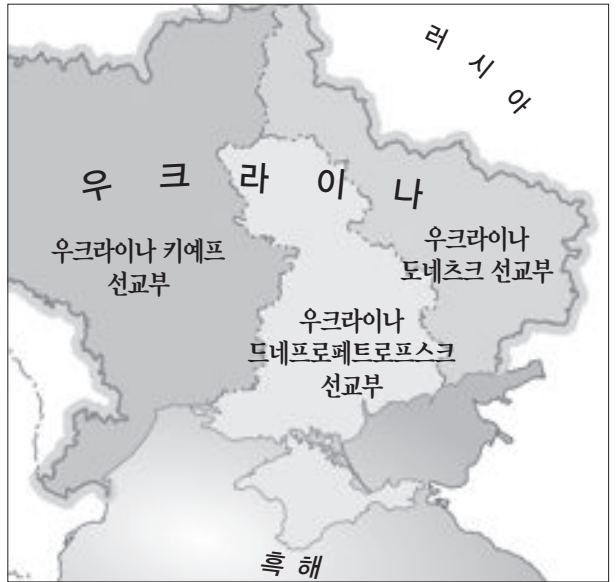 러 시 아
우 크 라 이 나
우크라이나 키예프
선교부
우크라이나
도네츠크 선교부
우크라이나
드네프로페트로프스크
선교부
흑 해